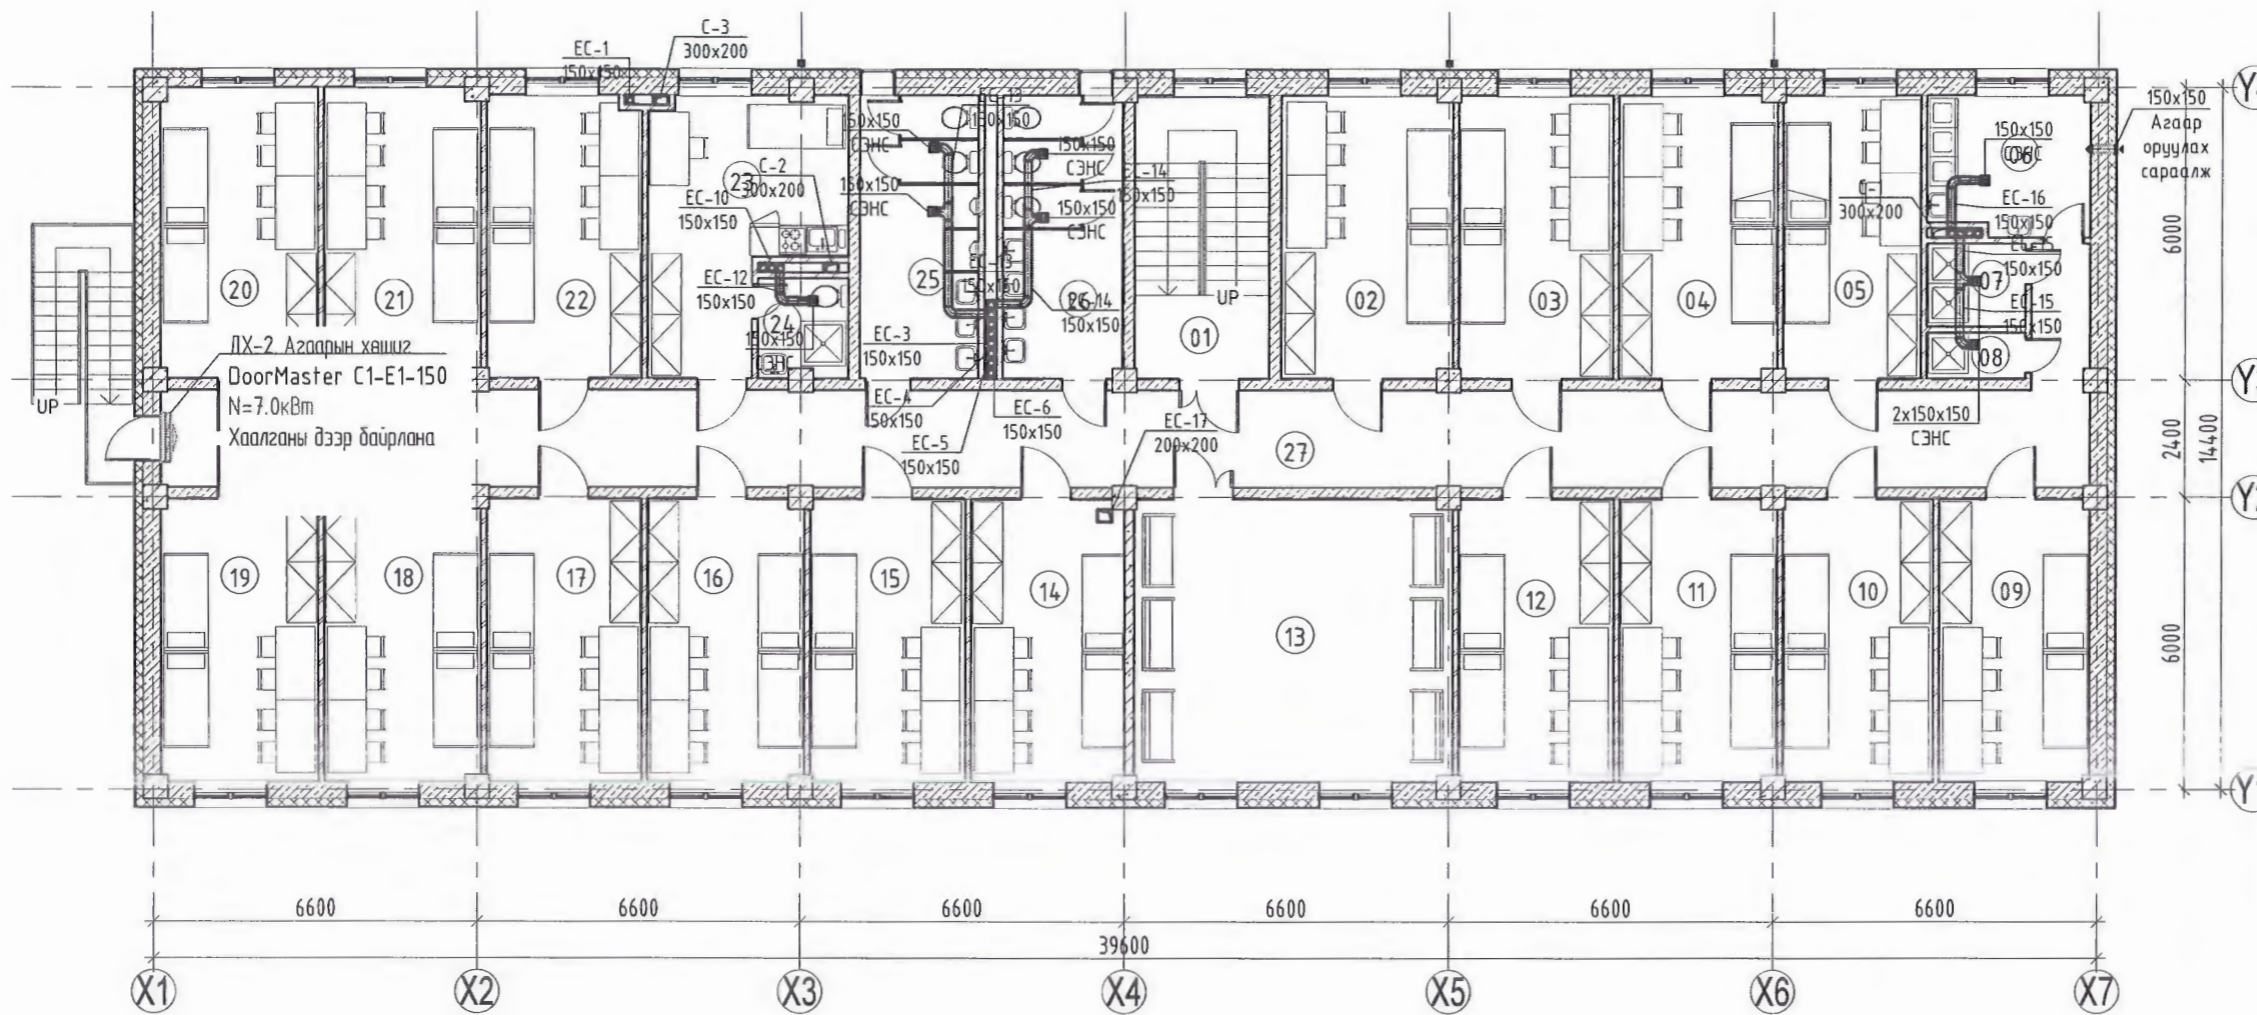 C-3
300x200
EC-1
150x150
EC-13
150x150
150x150
СЭНС
150x150
СЭНС
150x150
СЭНС
150x150
150x150
СЭНС
C-2
300x200
EC-10
150x150
EC-12
150x150
150x150
СЭНС
EC-3
150x150
EC-4
150x150
EC-5
150x150
EC-6
150x150
150x150
150x150
EC-17
200x200
150x150
Агаар
оруулах
сараалж
150x150
СЭНС
300x200
EC-16
150x150
150x150
EC-15
150x150
2x150x150
СЭНС
20
21
22
23
24
25
26
01
UP
02
03
04
05
06
07
08
ЛХ-2 Агаарын хөшиг
DoorMaster C1-E1-150
N=7.0кВт
Хаалганы дээр байрлана
UP
27
19
18
17
16
15
14
13
12
11
10
09
6000
2400
6000
14400
6600
6600
6600
6600
6600
6600
39600
X1
X2
X3
X4
X5
X6
X7